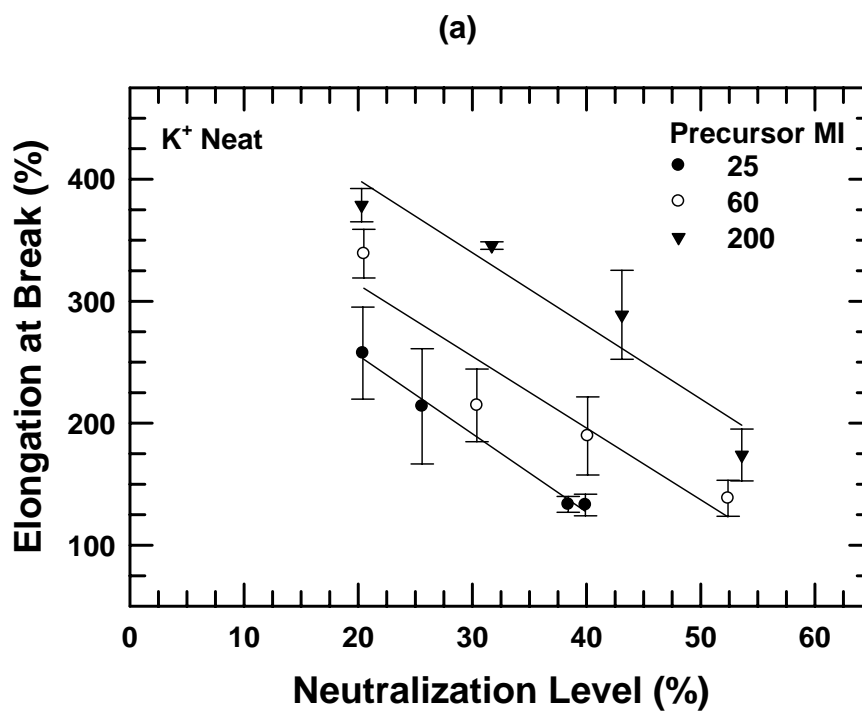 (a)
K⁺ Neat
Precursor MI
25
60
200
Elongation at Break (%)
400
300
200
100
0 10 20 30 40 50 60
Neutralization Level (%)